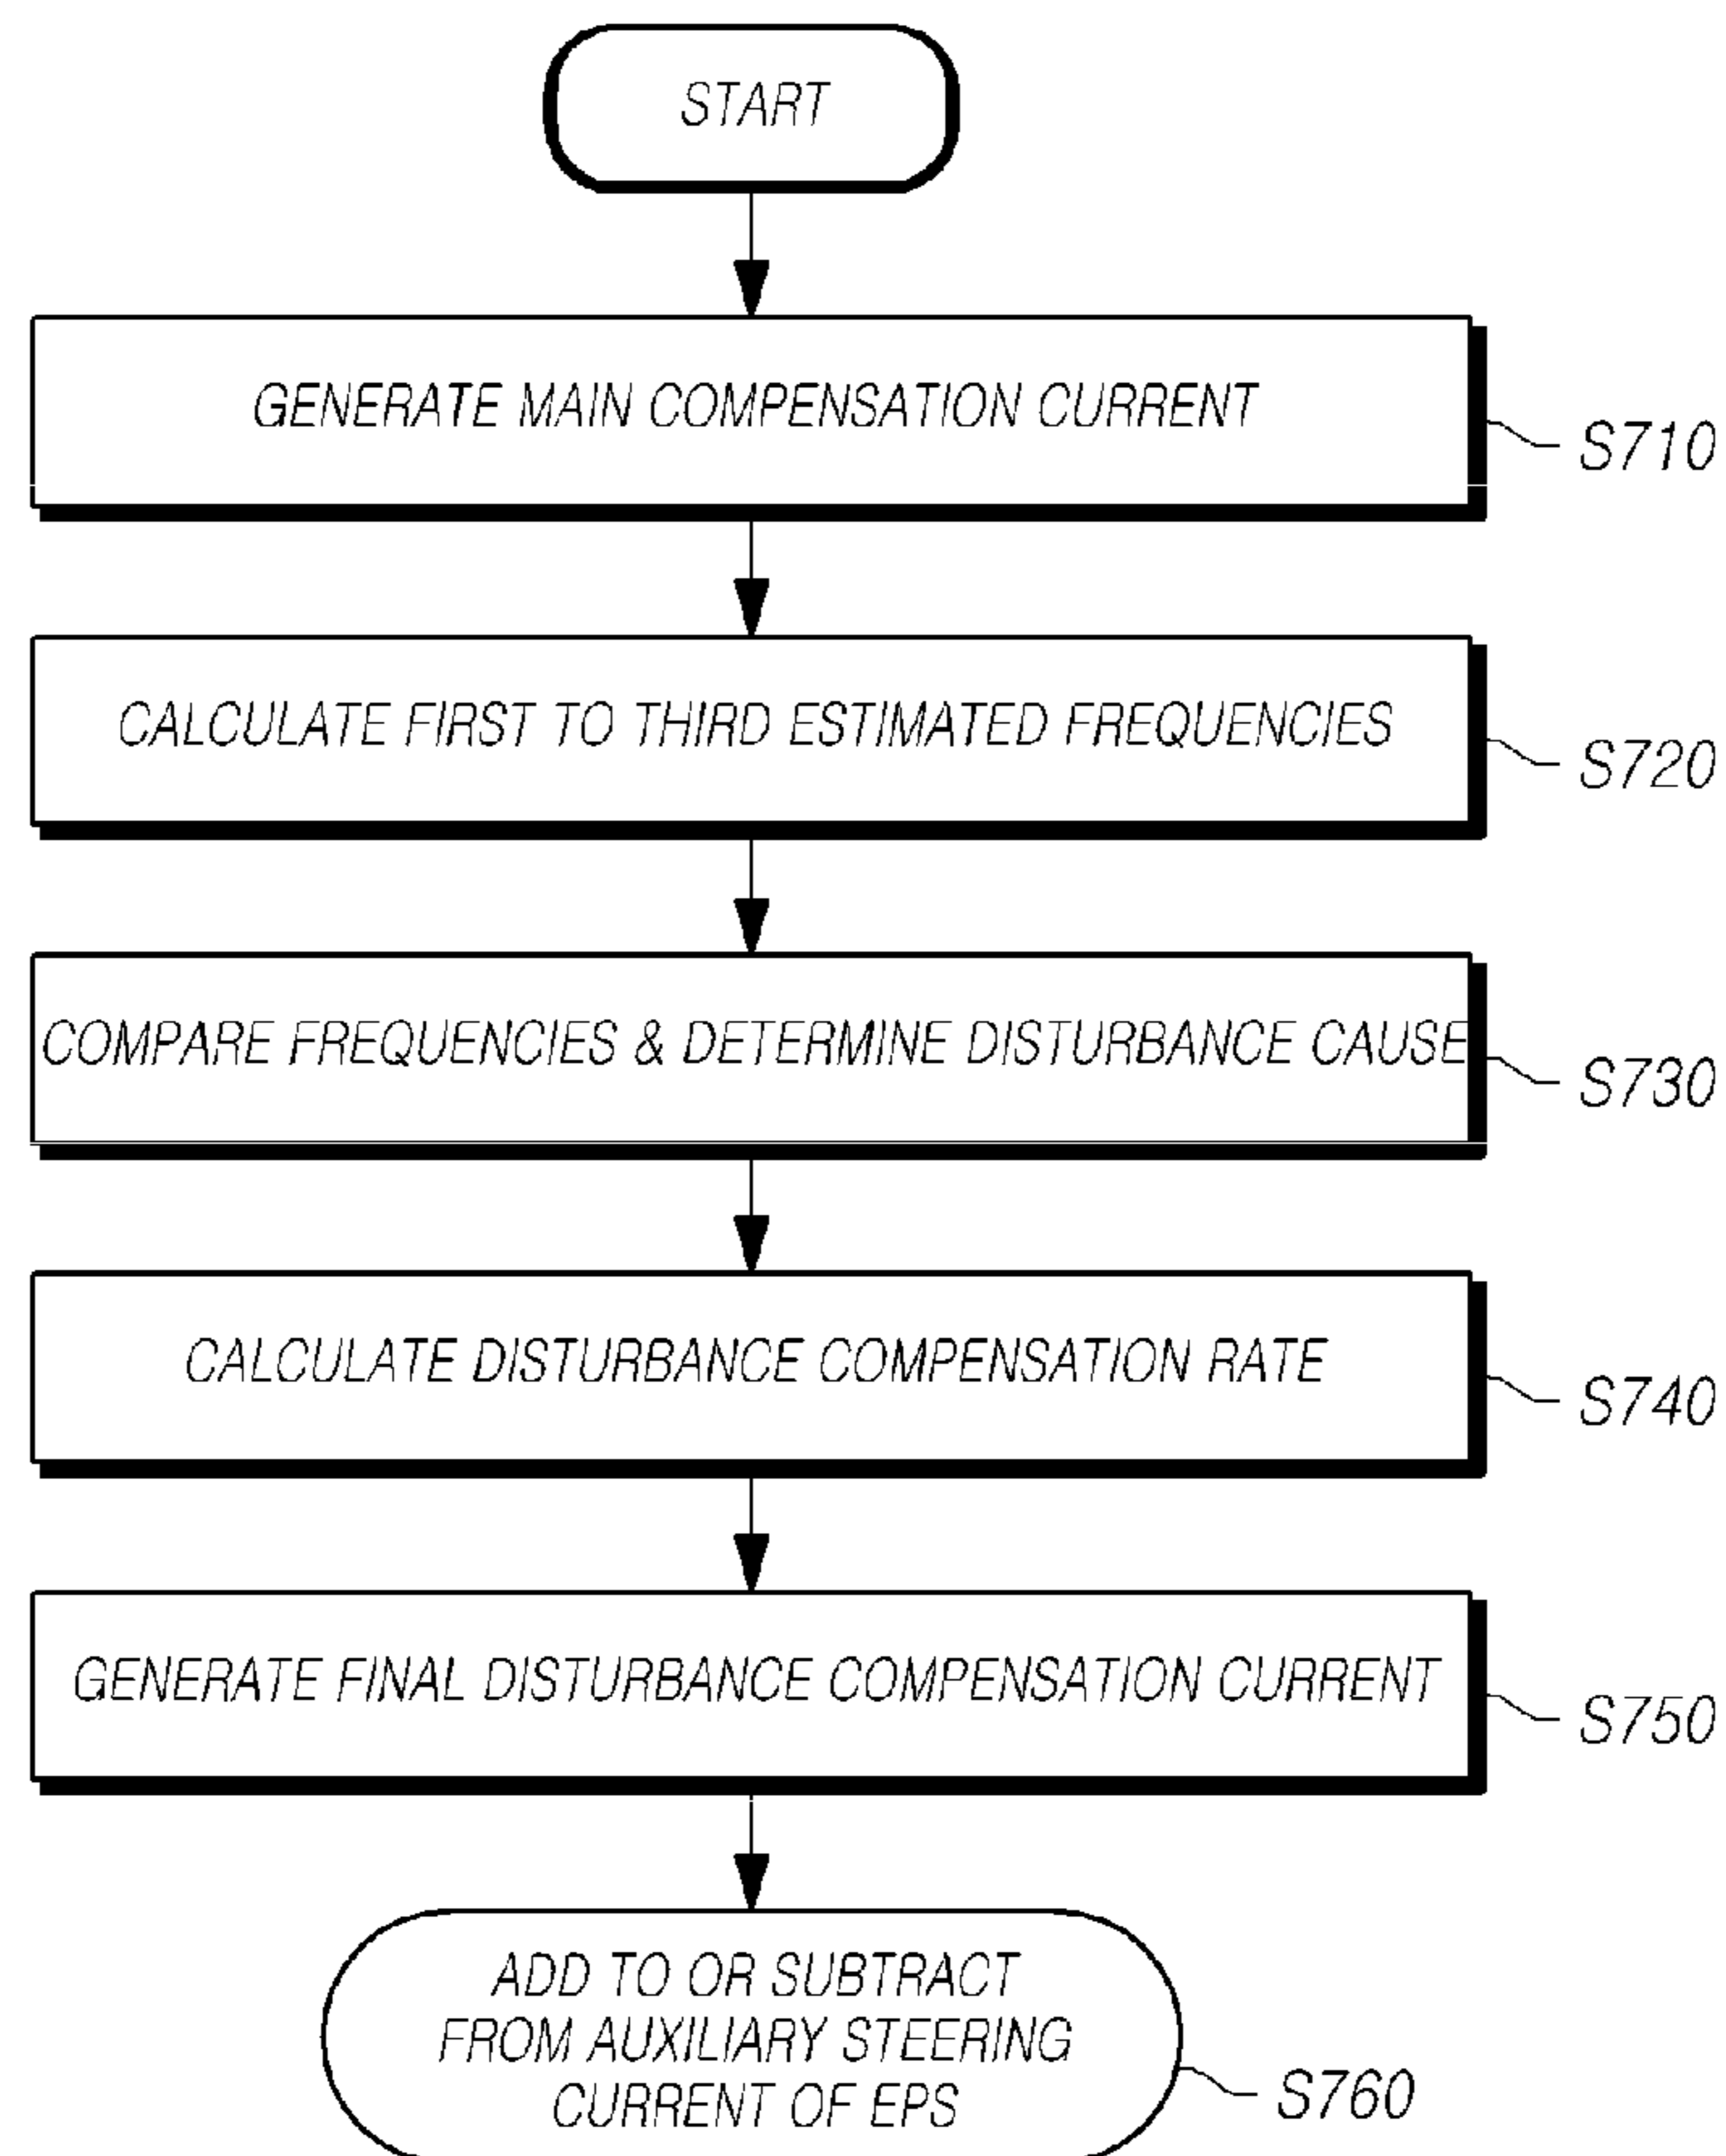 START
GENERATE MAIN COMPENSATION CURRENT
S710
CALCULATE FIRST TO THIRD ESTIMATED FREQUENCIES
S720
COMPARE FREQUENCIES & DETERMINE DISTURBANCE CAUSE
S730
CALCULATE DISTURBANCE COMPENSATION RATE
S740
GENERATE FINAL DISTURBANCE COMPENSATION CURRENT
S750
ADD TO OR SUBTRACT
FROM AUXILIARY STEERING
CURRENT OF EPS
S760